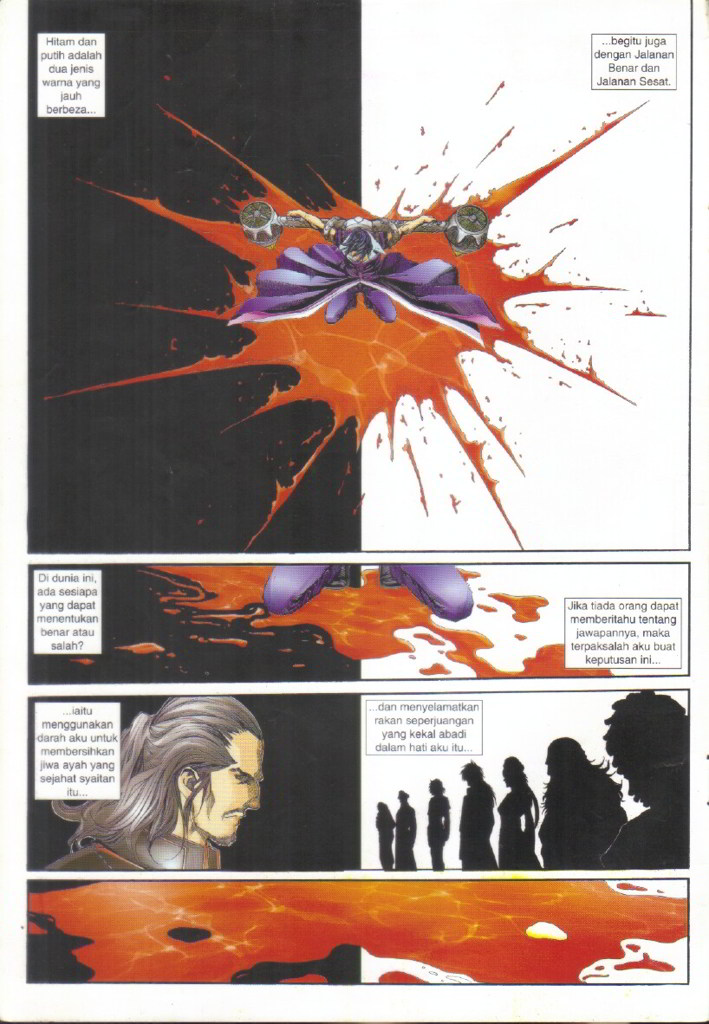 Hitam dan
putih adalah
dua jenis
warna yang
jauh
berbeza...
...begitu juga
dengan Jalanan
Benar dan
Jalanan Sesat.
Di dunia ini,
ada sesiapa
yang dapat
menentukan
benar atau
salah?
Jika tiada orang dapat
memberitahu tentang
jawapannya, maka
terpaksalah aku buat
keputusan ini...
...iaitu
menggunakan
darah aku untuk
membersihkan
jiwa ayah yang
sejahat syaitan
itu...
...dan menyelamatkan
rakan seperjuangan
yang kekal abadi
dalam hati aku itu...